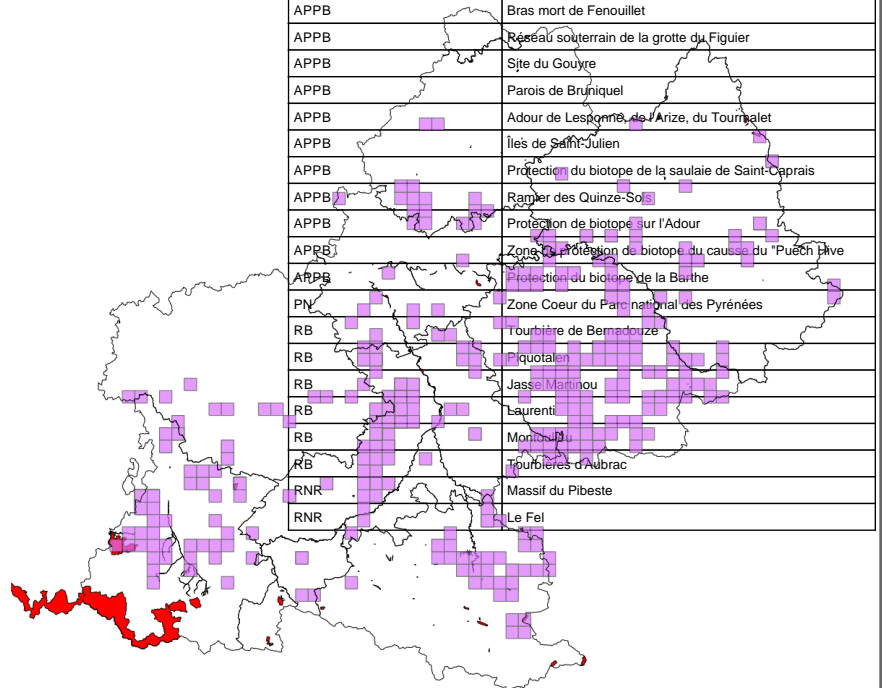 APPB Bras mort de Fenouillet
APPB Réseau souterrain de la grotte du Figuier
APPB Site du Gouyre
APPB Parois de Bruniquel
APPB Adour de Lesponne, de l'Arize, du Tourmalet
APPB Îles de Saint-Julien
APPB Protection du biotope de la saulaie de Saint-Caprais
APPB Ramier des Quinze-Sols
APPB Protection de biotope sur l'Adour
APPB Zone de protection de biotope du causse du "Puech Hive
APPB Protection du biotope de la Barthe
PN Zone Coeur du Parc national des Pyrénées
RB Tourbière de Bernadouze
RB Piquotalen
RB Jasse Martinou
RB Laurenti
RB
RB Tourbières d'Aubrac
RNR Massif du Pibeste
RNR Le Fel